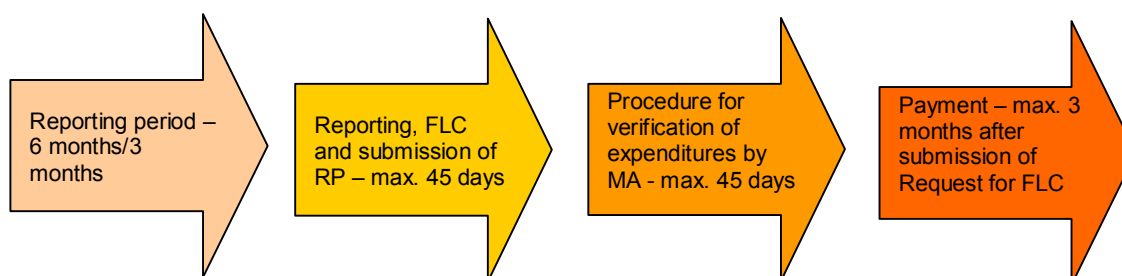 Reporting period –
6 months/3
months
Reporting, FLC
and submission of
RP – max. 45 days
Procedure for
verification of
expenditures by
MA - max. 45 days
Payment – max. 3
months after
submission of
Request for FLC